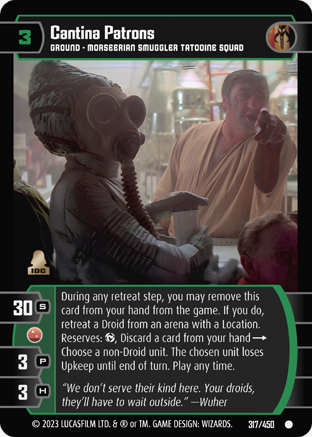 3
Cantina Patrons
GROUND - MORSEERIAN SMUGGLER TATOOINE SQUAD
IDC
30 S
3 P
3 H
During any retreat step, you may remove this
card from your hand from the game. If you do,
retreat a Droid from an arena with a Location.
Reserves: , Discard a card from your hand →
Choose a non-Droid unit. The chosen unit loses
Upkeep until end of turn. Play any time.
“We don’t serve their kind here. Your droids,
they’ll have to wait outside.” —Wuher
© 2023 LUCASFILM LTD. & ® or TM. GAME DESIGN: WIZARDS.
317/450